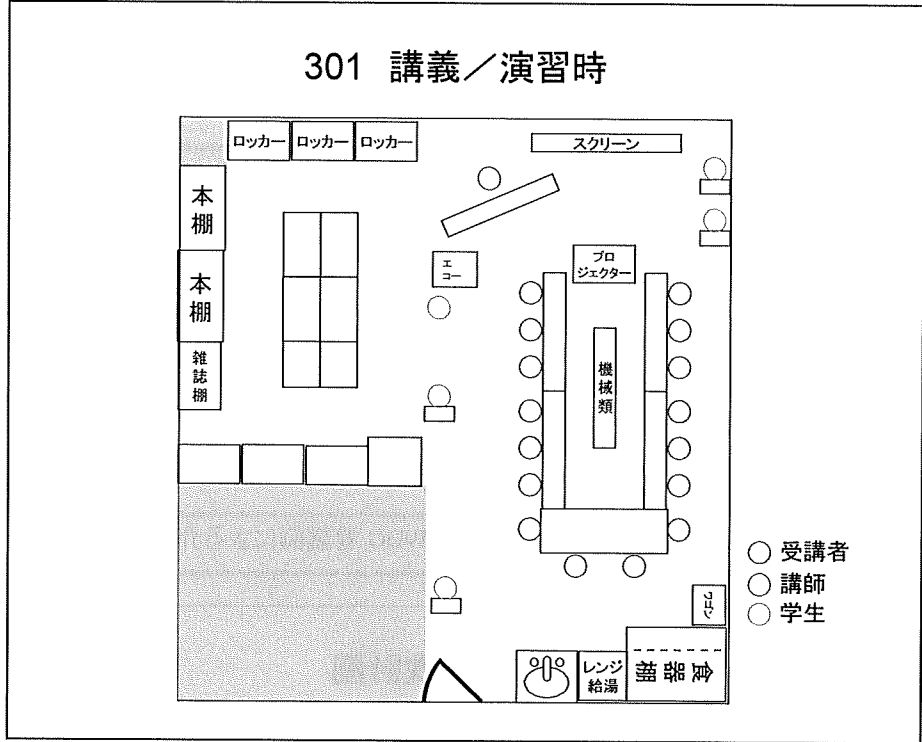 301 講義／演習時
ロッカー ロッカー ロッカー
スクリーン
本棚
本棚
雑誌棚
エコー
プロジェクター
機械類
受講者
講師
学生
ワゴン
レンジ
給湯
食器棚